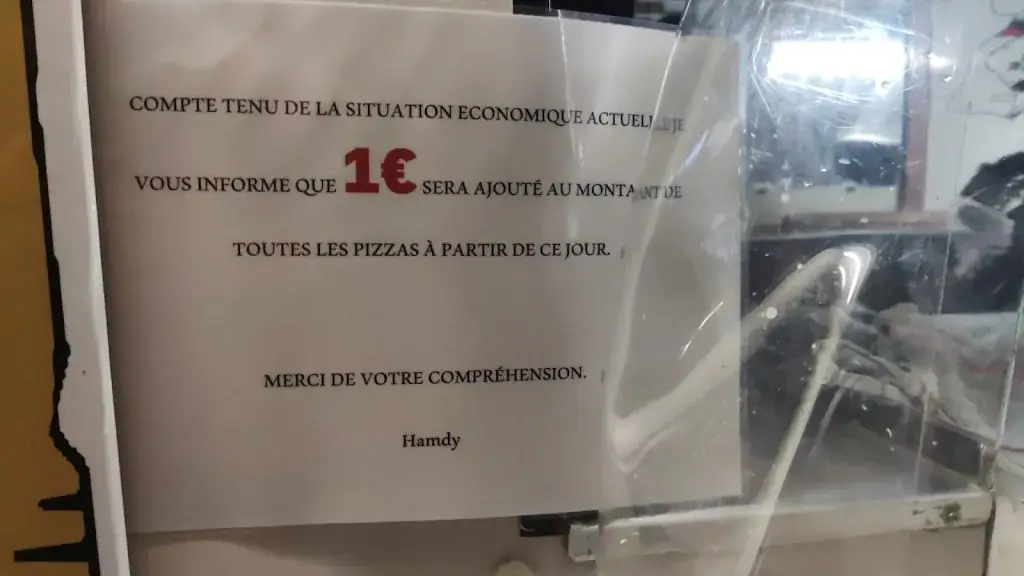 COMPTE TENU DE LA SITUATION ECONOMIQUE ACTUELLE JE
VOUS INFORME QUE 1€ SERA AJOUTÉ AU MONTANT DE
TOUTES LES PIZZAS À PARTIR DE CE JOUR.
MERCI DE VOTRE COMPRÉHENSION.
Hamdy